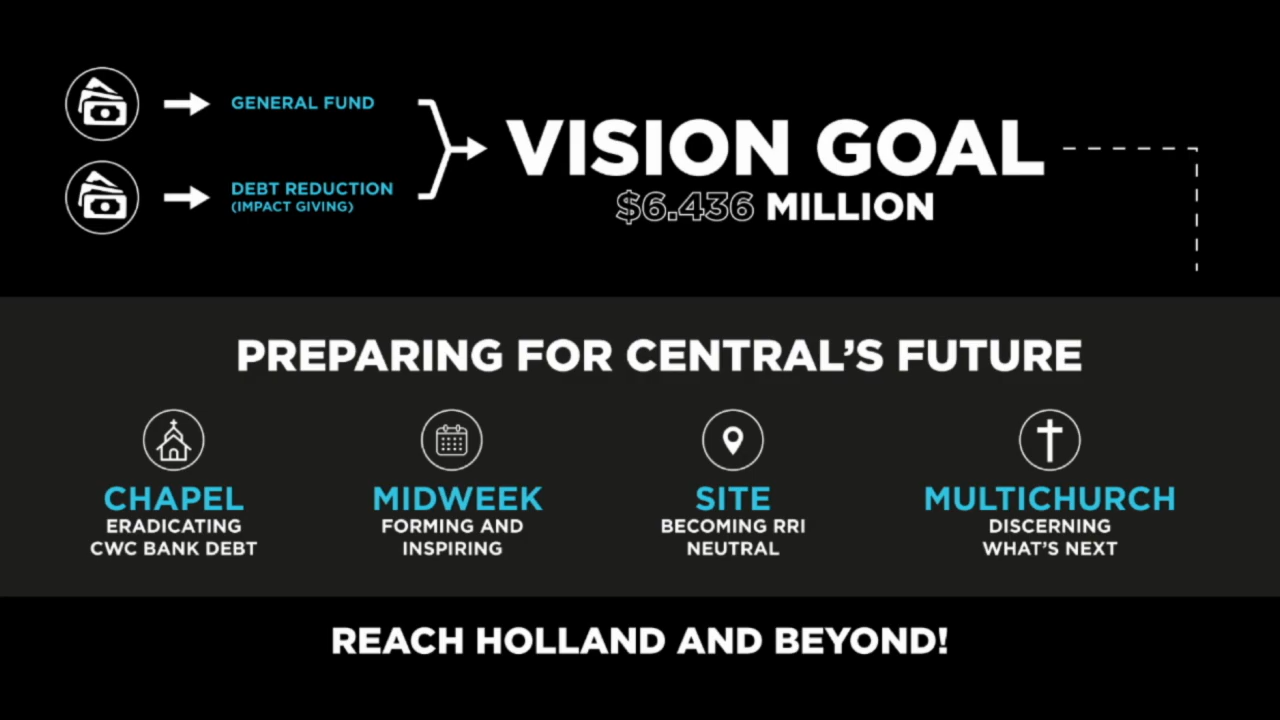 GENERAL FUND
DEBT REDUCTION
(IMPACT GIVING)
VISION GOAL
$6.436 MILLION
PREPARING FOR CENTRAL'S FUTURE
CHAPEL
ERADICATING
CWC BANK DEBT
MIDWEEK
FORMING AND
INSPIRING
SITE
BECOMING RRI
NEUTRAL
MULTICHURCH
DISCERNING
WHAT'S NEXT
REACH HOLLAND AND BEYOND!